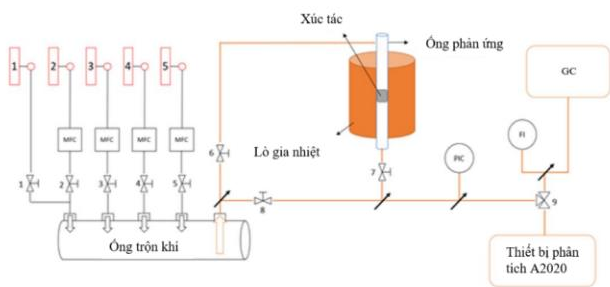 Xúc tác
Ống phản ứng
GC
1
2
3
4
5
MFC
MFC
MFC
MFC
FI
6
Lò gia nhiệt
PIC
1
2
3
4
5
7
8
9
Ống trộn khí
Thiết bị phân
tích A2020